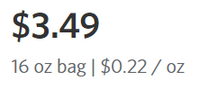 $3.49
16 oz bag | $0.22 / oz